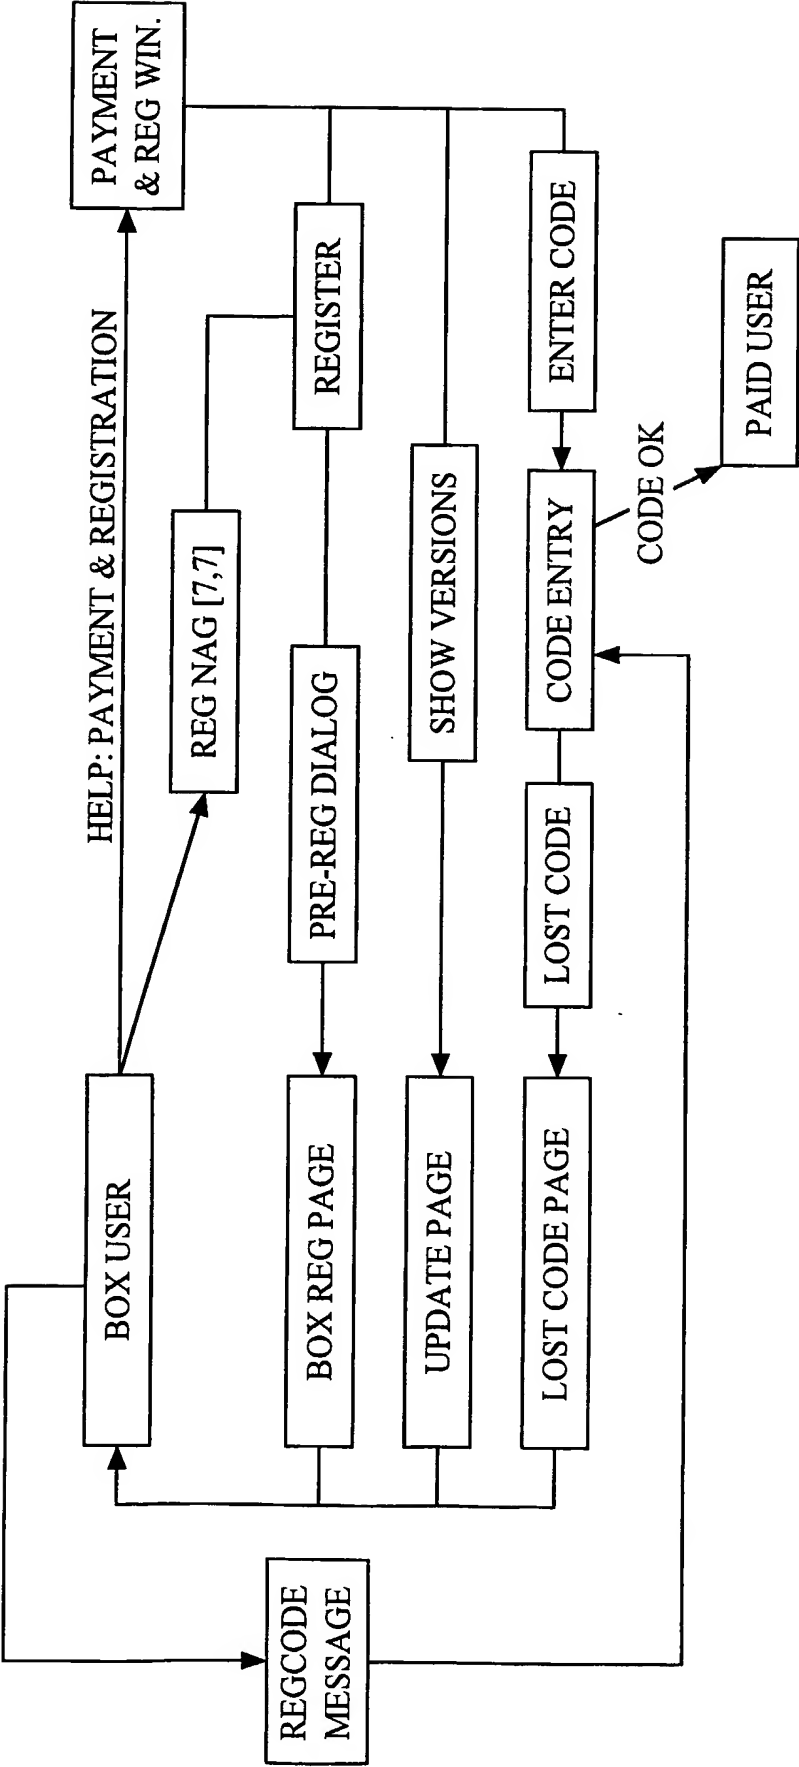 HELP: PAYMENT & REGISTRATION
PAYMENT
& REG WIN.
BOX USER
REG NAG [7,7]
REGCODE
MESSAGE
BOX REG PAGE
PRE-REG DIALOG
REGISTER
UPDATE PAGE
SHOW VERSIONS
LOST CODE PAGE
LOST CODE
CODE ENTRY
ENTER CODE
CODE OK
PAID USER